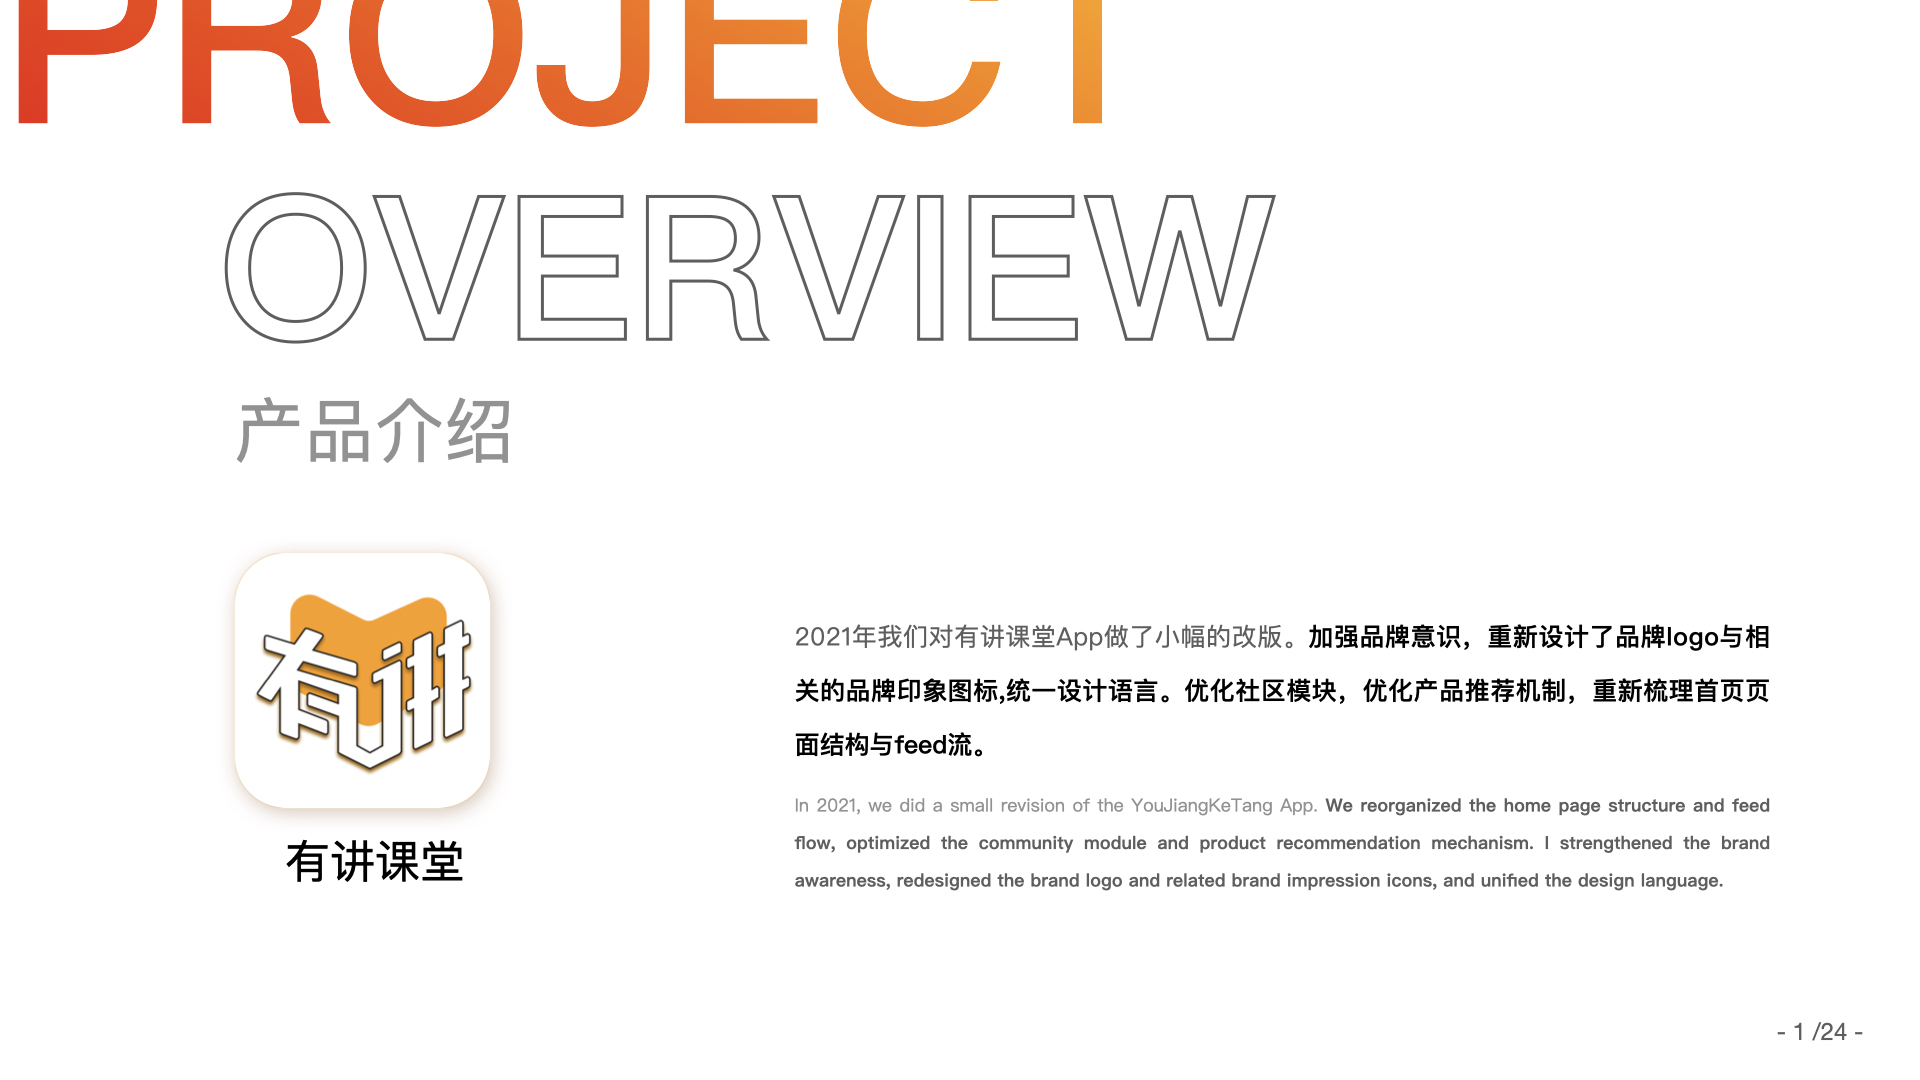 PROJECT
OVERVIEW
产品介绍
有讲
有讲课堂
2021年我们对有讲课堂App做了小幅的改版。加强品牌意识，重新设计了品牌logo与相
关的品牌印象图标,统一设计语言。优化社区模块，优化产品推荐机制，重新梳理首页页
面结构与feed流。
In 2021, we did a small revision of the YouJiangKeTang App. We reorganized the home page structure and feed
flow, optimized the community module and product recommendation mechanism. I strengthened the brand
awareness, redesigned the brand logo and related brand impression icons, and unified the design language.
- 1 /24 -